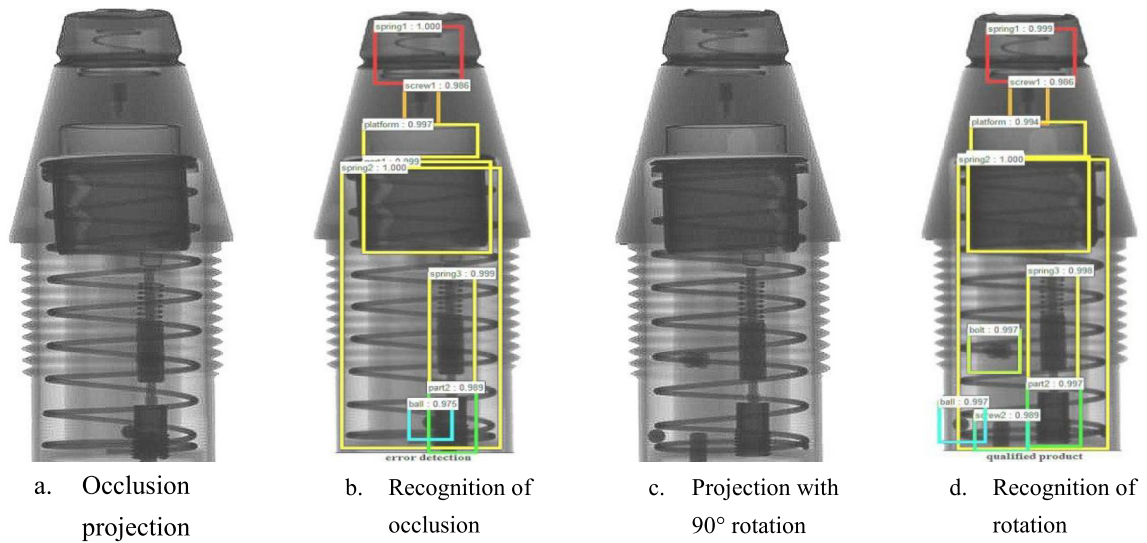 spring1 : 1.000
screw1 : 0.986
platform : 0.997
part1 : 0.999
spring2 : 1.000
spring3 : 0.999
part2 : 0.989
ball : 0.975
error detection
spring1 : 0.999
screw1 : 0.986
platform : 0.994
spring2 : 1.000
spring3 : 0.998
bolt : 0.997
part2 : 0.997
ball : 0.997
screw2 : 0.989
qualified product
a. Occlusion
projection
b. Recognition of
occlusion
c. Projection with
90° rotation
d. Recognition of
rotation